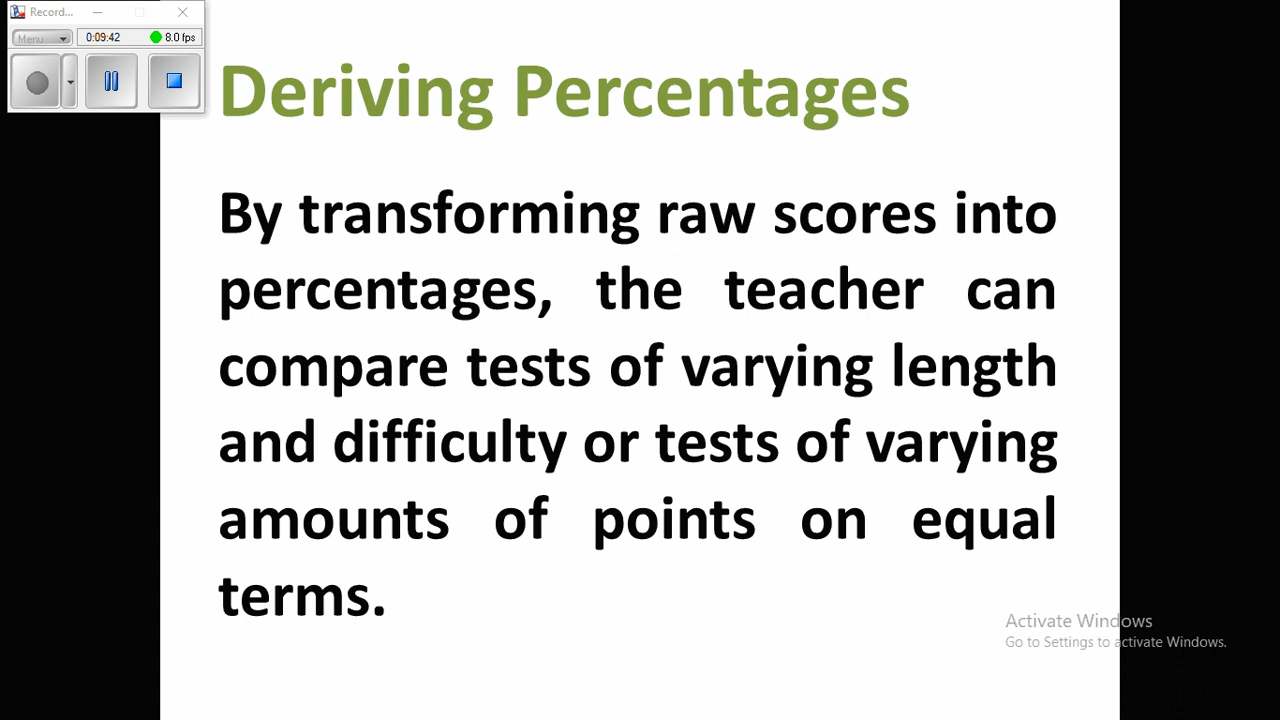 Record...
Menu
0:09:42
8.0 fps
Deriving Percentages
By transforming raw scores into
percentages, the teacher can
compare tests of varying length
and difficulty or tests of varying
amounts of points on equal
terms.
Activate Windows
Go to Settings to activate Windows.